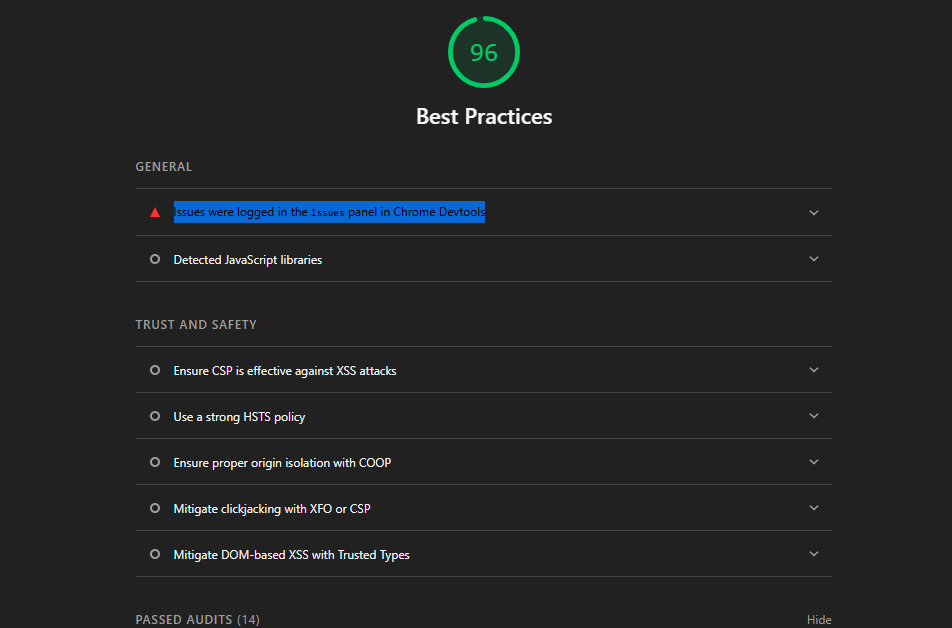 96
Best Practices
GENERAL
Issues were logged in the Issues panel in Chrome Devtools
Detected JavaScript libraries
TRUST AND SAFETY
Ensure CSP is effective against XSS attacks
Use a strong HSTS policy
Ensure proper origin isolation with COOP
Mitigate clickjacking with XFO or CSP
Mitigate DOM-based XSS with Trusted Types
PASSED AUDITS (14) Hide